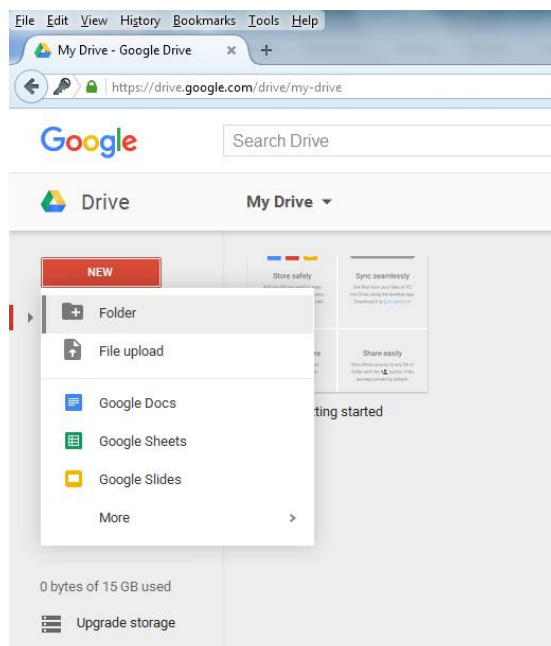 File Edit View History Bookmarks Tools Help
My Drive - Google Drive × +
https://drive.google.com/drive/my-drive
Google
Search Drive
Drive
My Drive
NEW
Store safely
Sync seamlessly
Folder
File upload
Share easily
Google Docs
tting started
Google Sheets
Google Slides
More
0 bytes of 15 GB used
Upgrade storage